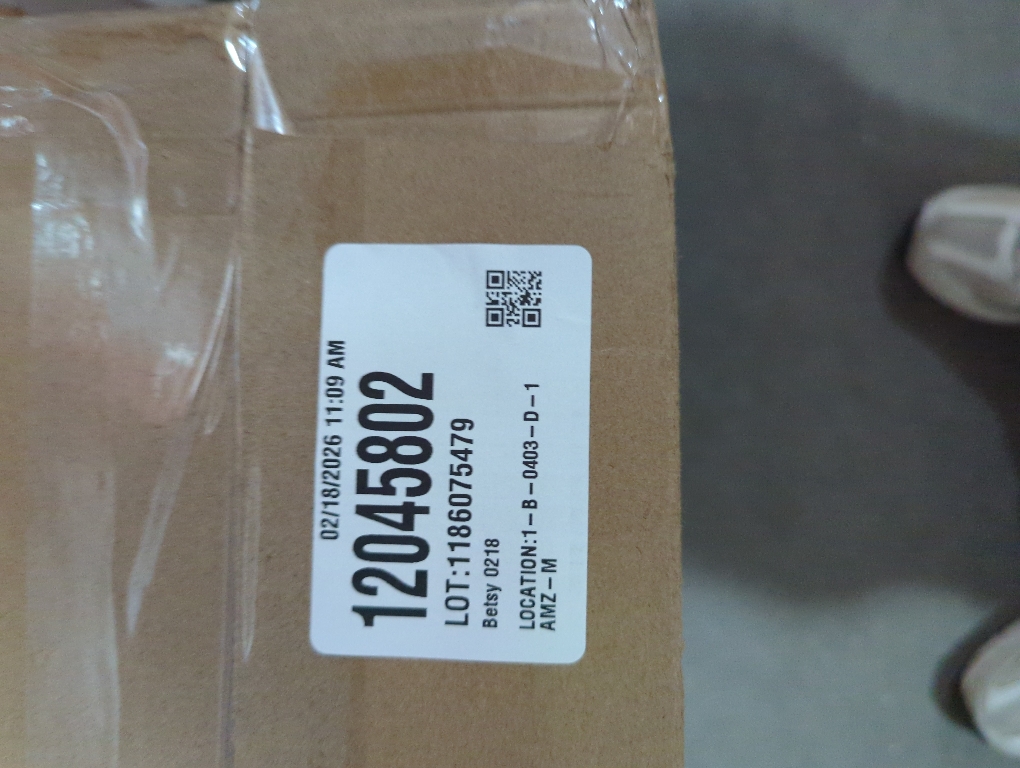 02/18/2026 11:09 AM
12045802
LOT:1186075479
Betsy 0218
LOCATION:1-B-0403-D-1
AMZ-M